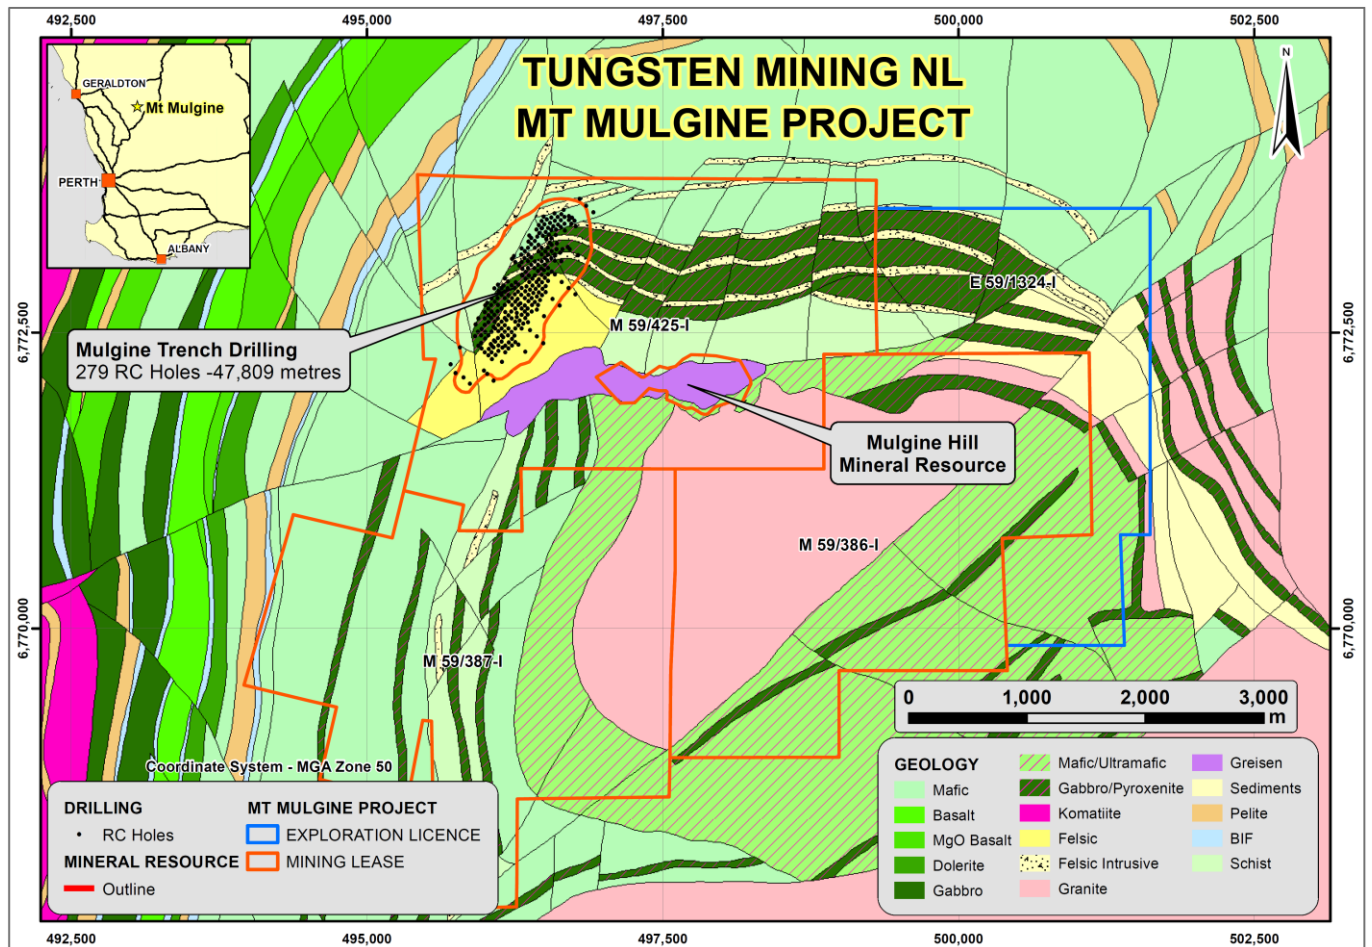 492,500
495,000
497,500
500,000
502,500
TUNGSTEN MINING NL
MT MULGINE PROJECT
N
GERALDTON
Mt Mulgine
PERTH
ALBANY
6,772,500
6,772,500
E 59/1324-I
M 59/425-I
Mulgine Trench Drilling
279 RC Holes -47,809 metres
Mulgine Hill
Mineral Resource
M 59/386-I
6,770,000
6,770,000
M 59/387-I
0
1,000
2,000
3,000
m
Coordinate System - MGA Zone 50
DRILLING
RC Holes
MINERAL RESOURCE
Outline
MT MULGINE PROJECT
EXPLORATION LICENCE
MINING LEASE
GEOLOGY
Mafic
Basalt
MgO Basalt
Dolerite
Gabbro
Mafic/Ultramafic
Gabbro/Pyroxenite
Komatiite
Felsic
Felsic Intrusive
Granite
Greisen
Sediments
Pelite
BIF
Schist
492,500
495,000
497,500
500,000
502,500